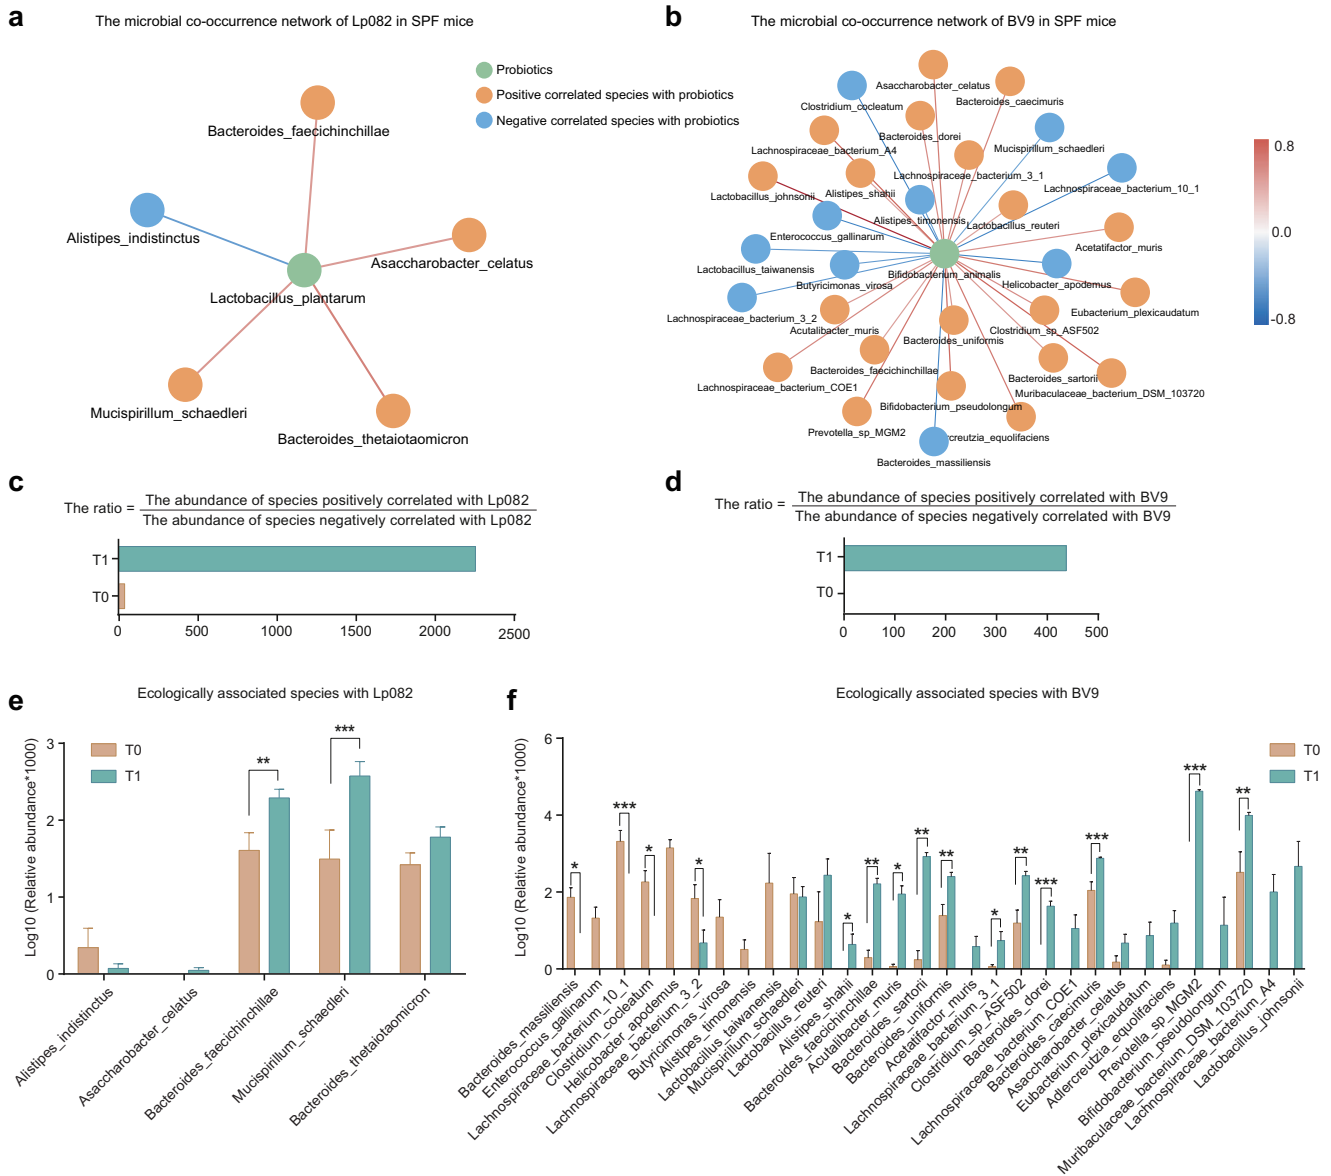 a
The microbial co-occurrence network of Lp082 in SPF mice
Bacteroides_faecichinchillae
Alistipes_indistinctus
Asaccharobacter_celatus
Lactobacillus_plantarum
Mucispirillum_schaedleri
Bacteroides_thetaiotaomicron
Probiotics
Positive correlated species with probiotics
Negative correlated species with probiotics
b
The microbial co-occurrence network of BV9 in SPF mice
Asaccharobacter_celatus
Bacteroides_caecimuris
Clostridium_cocleatum
Bacteroides_dorei
Mucispirillum_schaedleri
Lachnospiraceae_bacterium_A4
Lachnospiraceae_bacterium_3_1
Lachnospiraceae_bacterium_10_1
Lactobacillus_johnsonii
Alistipes_shahii
Alistipes_timonensis
Lactobacillus_reuteri
Enterococcus_gallinarum
Acetatifactor_muris
Lactobacillus_taiwanensis
Bifidobacterium_animalis
Butyricimonas_virosa
Helicobacter_apodemus
Lachnospiraceae_bacterium_3_2
Eubacterium_plexicaudatum
Acutalibacter_muris
Clostridium_sp_ASF502
Bacteroides_uniformis
Bacteroides_faecichinchillae
Bacteroides_sartorii
Lachnospiraceae_bacterium_COE1
Muribaculaceae_bacterium_DSM_103720
Bifidobacterium_pseudolongum
Prevotella_sp_MGM2
creutzia_equolifaciens
Bacteroides_massiliensis
0.8
0.0
-0.8
c
The ratio =
The abundance of species positively correlated with Lp082
The abundance of species negatively correlated with Lp082
T1
T0
0 500 1000 1500 2000 2500
d
The ratio =
The abundance of species positively correlated with BV9
The abundance of species negatively correlated with BV9
T1
T0
0 100 200 300 400 500
e
Ecologically associated species with Lp082
Log10 (Relative abundance*1000)
3
2
1
0
T0
T1
**
***
Alistipes_indistinctus
Asaccharobacter_celatus
Bacteroides_faecichinchillae
Mucispirillum_schaedleri
Bacteroides_thetaiotaomicron
f
Ecologically associated species with BV9
Log10 (Relative abundance*1000)
6
4
2
0
T0
T1
*
***
*
*
*
**
*
**
**
*
**
***
***
***
**
Bacteroides_massiliensis
Enterococcus_gallinarum
Lachnospiraceae_bacterium_10_1
Clostridium_cocleatum
Helicobacter_apodemus
Lachnospiraceae_bacterium_3_2
Butyricimonas_virosa
Alistipes_timonensis
Lactobacillus_taiwanensis
Mucispirillum_schaedleri
Lactobacillus_reuteri
Alistipes_shahii
Bacteroides_faecichinchillae
Acutalibacter_muris
Bacteroides_sartorii
Bacteroides_uniformis
Acetatifactor_muris
Lachnospiraceae_bacterium_3_1
Clostridium_sp_ASF502
Bacteroides_dorei
Lachnospiraceae_bacterium_COE1
Bacteroides_caecimuris
Asaccharobacter_celatus
Eubacterium_plexicaudatum
Adlercreutzia_equolifaciens
Prevotella_sp_MGM2
Bifidobacterium_pseudolongum
Muribaculaceae_bacterium_DSM_103720
Lachnospiraceae_bacterium_A4
Lactobacillus_johnsonii